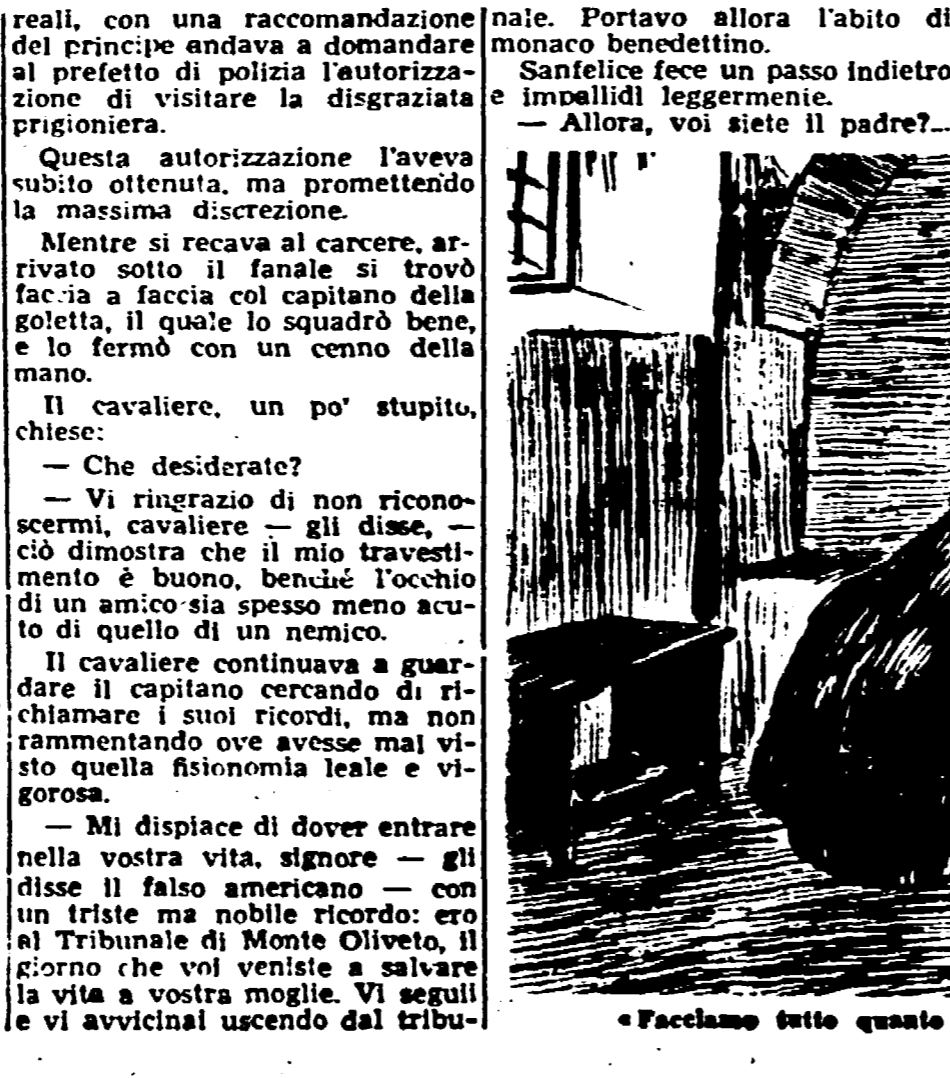 reali, con una raccomandazione
del principe andava a domandare
al prefetto di polizia l'autorizza-
zione di visitare la disgraziata
prigioniera.
Questa autorizzazione l'aveva
subito ottenuta, ma promettendo
la massima discrezione.
Mentre si recava al carcere, ar-
rivato sotto il fanale si trovò
faccia a faccia col capitano della
goletta, il quale lo squadrò bene,
e lo fermò con un cenno della
mano.
Il cavaliere, un po' stupito,
chiese:
— Che desiderate?
— Vi ringrazio di non ricono-
scermi, cavaliere — gli disse, —
ciò dimostra che il mio travesti-
mento è buono, benché l'occhio
di un amico sia spesso meno acu-
to di quello di un nemico.
Il cavaliere continuava a guar-
dare il capitano cercando di ri-
chiamare i suoi ricordi, ma non
rammentando ove avesse mai vi-
sto quella fisionomia leale e vi-
gorosa.
— Mi dispiace di dover entrare
nella vostra vita, signore — gli
disse il falso americano — con
un triste ma nobile ricordo: ero
al Tribunale di Monte Oliveto, il
giorno che voi veniste a salvare
la vita a vostra moglie. Vi seguii
e vi avvicinai uscendo dal tribu-
nale. Portavo allora l'abito di
monaco benedettino.
Sanfelice fece un passo indietro
e impallidì leggermente.
— Allora, voi siete il padre?...
« Facciamo tutto quanto